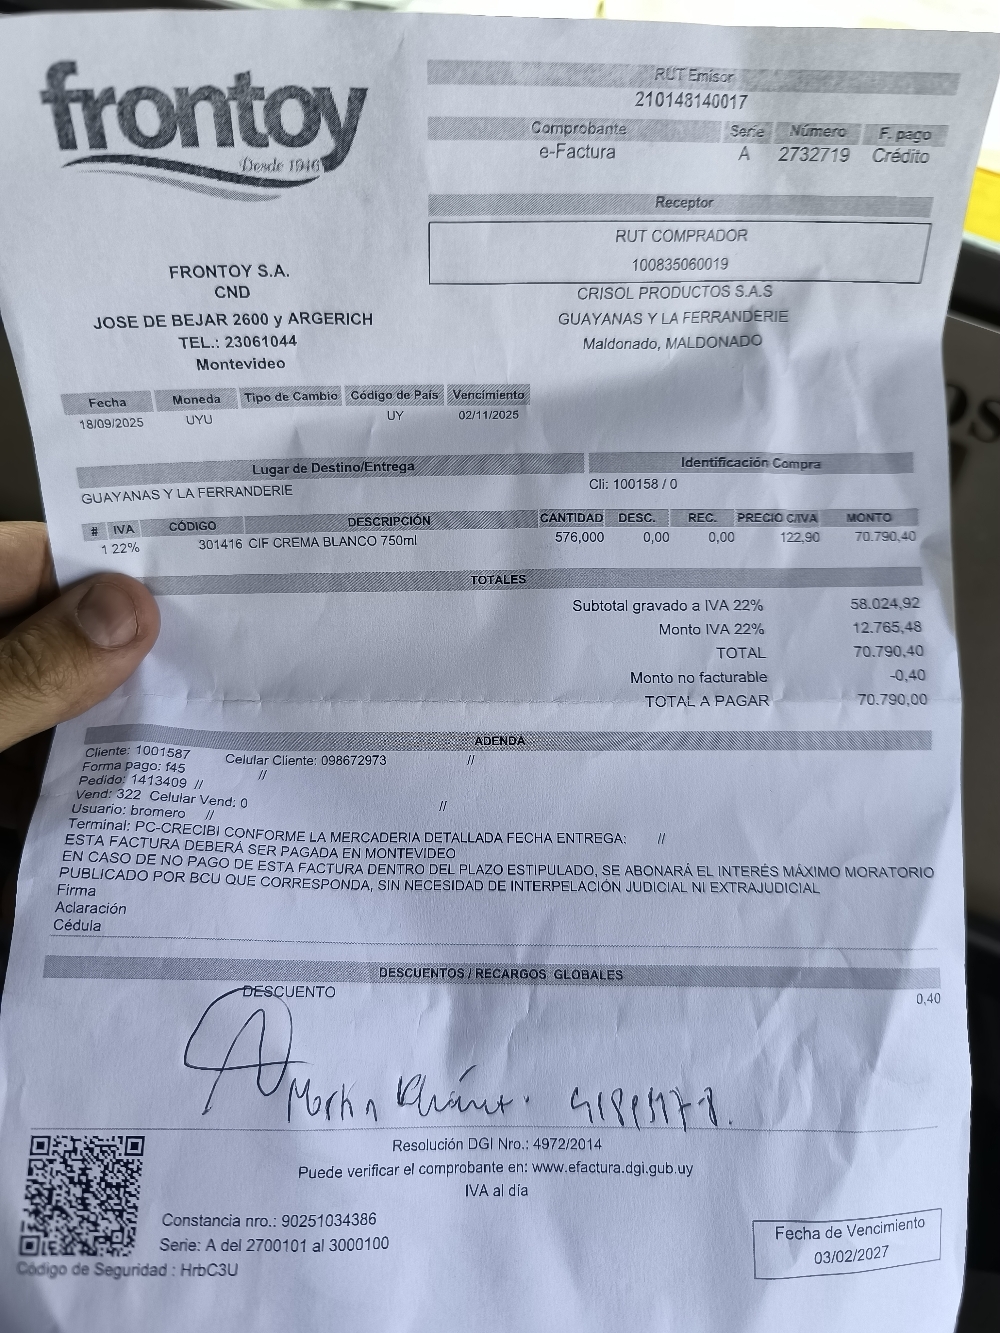 frontoy
Desde 1946
RUT Emisor
210148140017
Comprobante Serie Número F. pago
e-Factura A 2732719 Crédito
Receptor
RUT COMPRADOR
100835060019
CRISOL PRODUCTOS S.A.S
GUAYANAS Y LA FERRANDERIE
Maldonado, MALDONADO
FRONTOY S.A.
CND
JOSE DE BEJAR 2600 y ARGERICH
TEL.: 23061044
Montevideo
Fecha Moneda Tipo de Cambio Código de País Vencimiento
18/09/2025 UYU UY 02/11/2025
Lugar de Destino/Entrega Identificación Compra
GUAYANAS Y LA FERRANDERIE Cli: 100158 / 0
# IVA CÓDIGO DESCRIPCIÓN CANTIDAD DESC. REC. PRECIO C/IVA MONTO
1 22% 301416 CIF CREMA BLANCO 750ml 576,000 0,00 0,00 122,90 70.790,40
TOTALES
Subtotal gravado a IVA 22% 58.024,92
Monto IVA 22% 12.765,48
TOTAL 70.790,40
Monto no facturable -0,40
TOTAL A PAGAR 70.790,00
ADENDA
Cliente: 1001587 Celular Cliente: 098672973 //
Forma pago: f45 //
Pedido: 1413409 //
Vend: 322 Celular Vend: 0 //
Usuario: bromero //
Terminal: PC-CRECIBI CONFORME LA MERCADERIA DETALLADA FECHA ENTREGA: //
ESTA FACTURA DEBERÁ SER PAGADA EN MONTEVIDEO
EN CASO DE NO PAGO DE ESTA FACTURA DENTRO DEL PLAZO ESTIPULADO, SE ABONARÁ EL INTERÉS MÁXIMO MORATORIO
PUBLICADO POR BCU QUE CORRESPONDA, SIN NECESIDAD DE INTERPELACIÓN JUDICIAL NI EXTRAJUDICIAL
Firma
Aclaración
Cédula
DESCUENTOS / RECARGOS GLOBALES
DESCUENTO 0,40
Resolución DGI Nro.: 4972/2014
Puede verificar el comprobante en: www.efactura.dgi.gub.uy
IVA al día
Constancia nro.: 90251034386
Serie: A del 2700101 al 3000100
Código de Seguridad : HrbC3U
Fecha de Vencimiento
03/02/2027